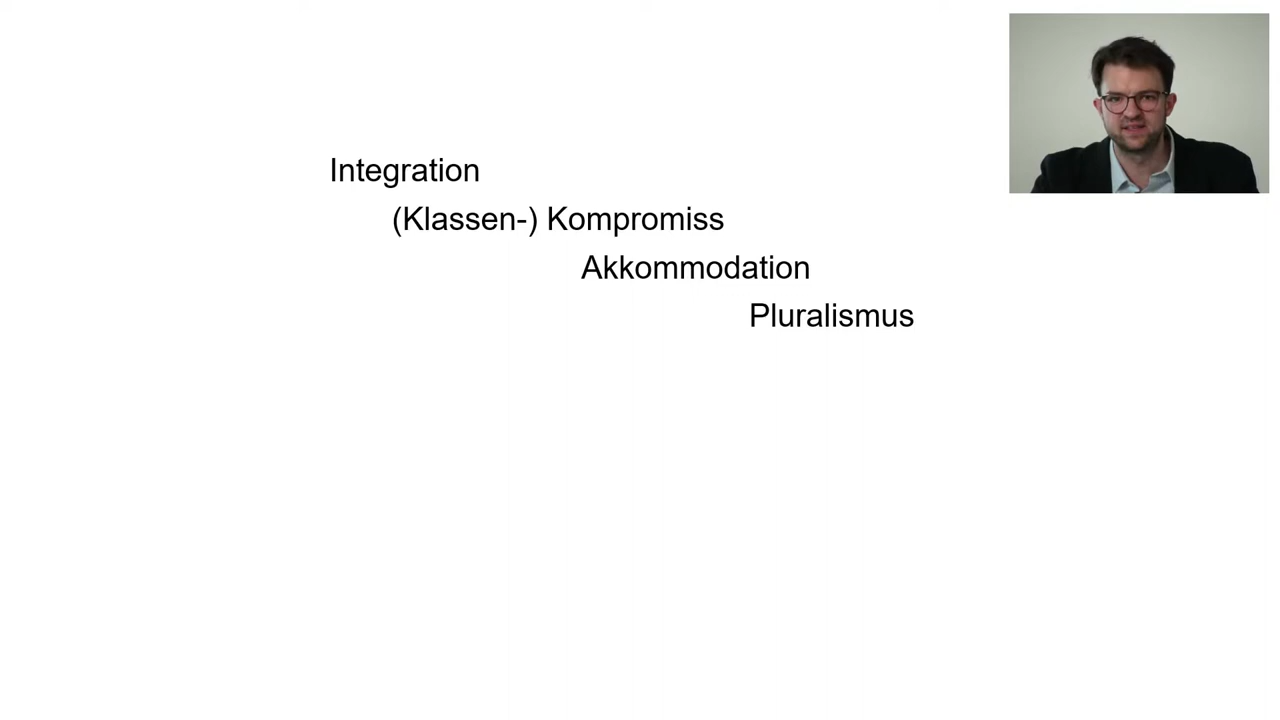 Integration
(Klassen-) Kompromiss
Akkommodation
Pluralismus